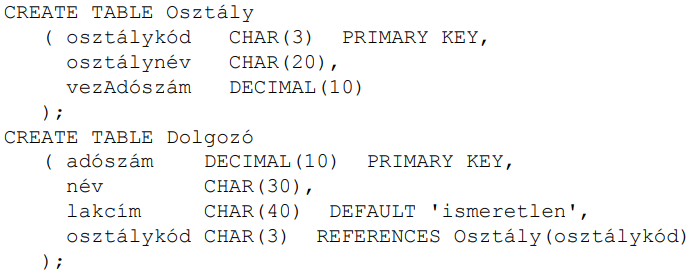 CREATE TABLE Osztály
( osztálykód CHAR(3) PRIMARY KEY,
osztálynév CHAR(20),
vezAdószám DECIMAL(10)
);
CREATE TABLE Dolgozó
( adószám DECIMAL(10) PRIMARY KEY,
név CHAR(30),
lakcím CHAR(40) DEFAULT 'ismeretlen',
osztálykód CHAR(3) REFERENCES Osztály(osztálykód)
);